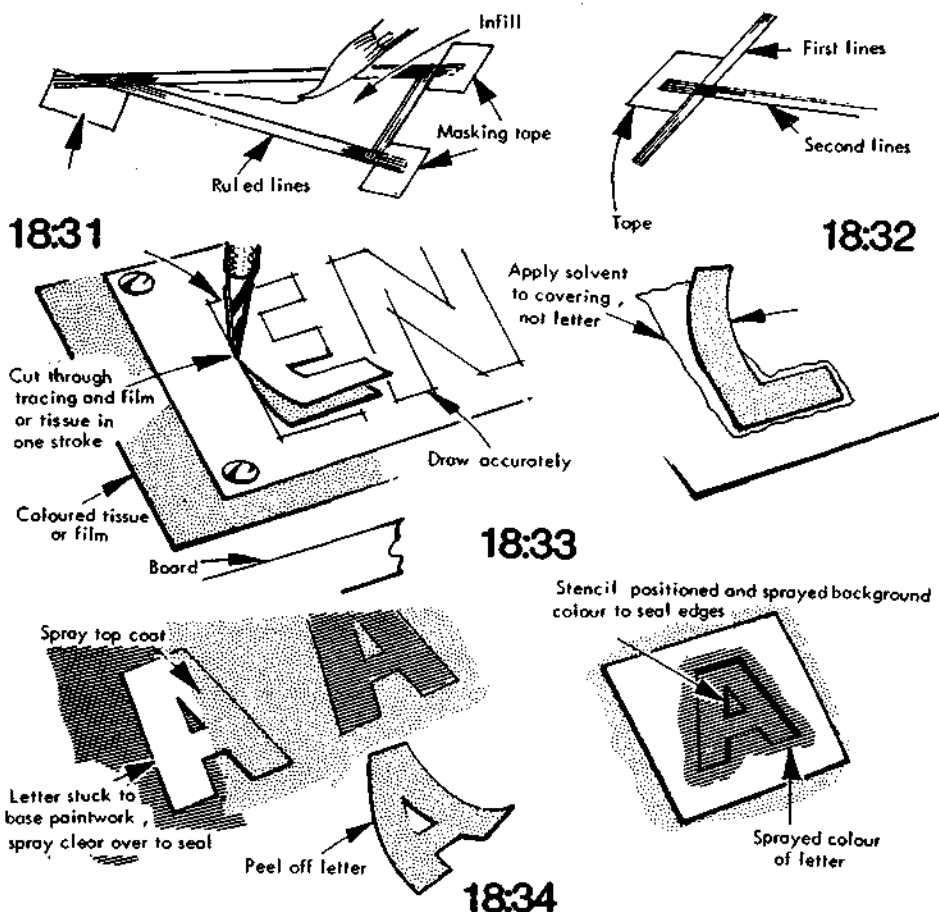 Infill
First lines
Masking tape
Second lines
Ruled lines
Tape
18:31
18:32
Apply solvent
to covering,
not letter
Cut through
tracing and film
or tissue in
one stroke
Draw accurately
Coloured tissue
or film
18:33
Board
Stencil positioned and sprayed background
colour to seal edges
Spray top coat
Letter stuck to
base paintwork,
spray clear over to seal
Peel off letter
Sprayed colour
of letter
18:34